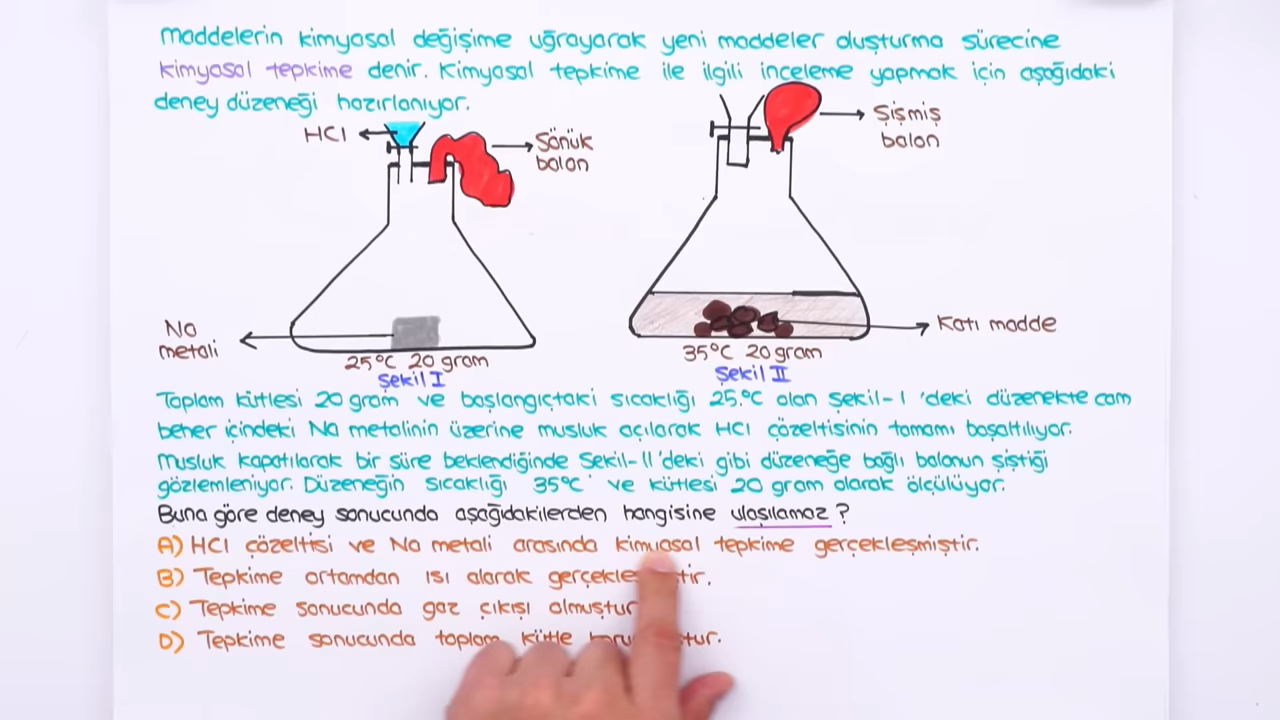 Maddelerin kimyasal değişime uğrayarak yeni maddeler oluşturma sürecine
kimyasal tepkime denir. Kimyasal tepkime ile ilgili inceleme yapmak için aşağıdaki
deney düzeneği hazırlanıyor.
HCl
Sönük
balon
Şişmiş
balon
Na
metali
Katı madde
25°C 20 gram
Şekil I
35°C 20 gram
Şekil II
Toplam kütlesi 20 gram ve başlangıçtaki sıcaklığı 25.°C olan Şekil-I 'deki düzenekte cam
beher içindeki Na metalinin üzerine musluk açılarak HCl çözeltisinin tamamı boşaltılıyor.
Musluk kapatılarak bir süre beklendiğinde Şekil-II'deki gibi düzeneğe bağlı balonun şiştiği
gözlemleniyor. Düzeneğin sıcaklığı 35°C' ve kütlesi 20 gram olarak ölçülüyor.
Buna göre deney sonucunda aşağıdakilerden hangisine ulaşılamaz ?
A) HCl çözeltisi ve Na metali arasında kimyasal tepkime gerçekleşmiştir.
B) Tepkime ortamdan ısı alarak
C) Tepkime sonucunda gaz çıkışı olmuştur
D) Tepkime sonucunda toplam kütle